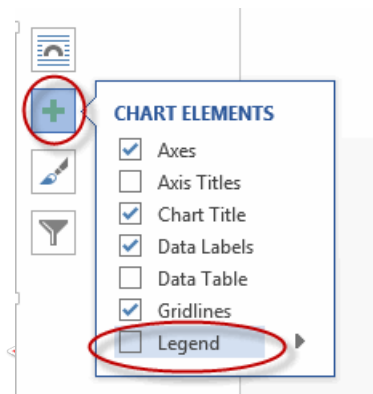 CHART ELEMENTS
Axes
Axis Titles
Chart Title
Data Labels
Data Table
Gridlines
Legend